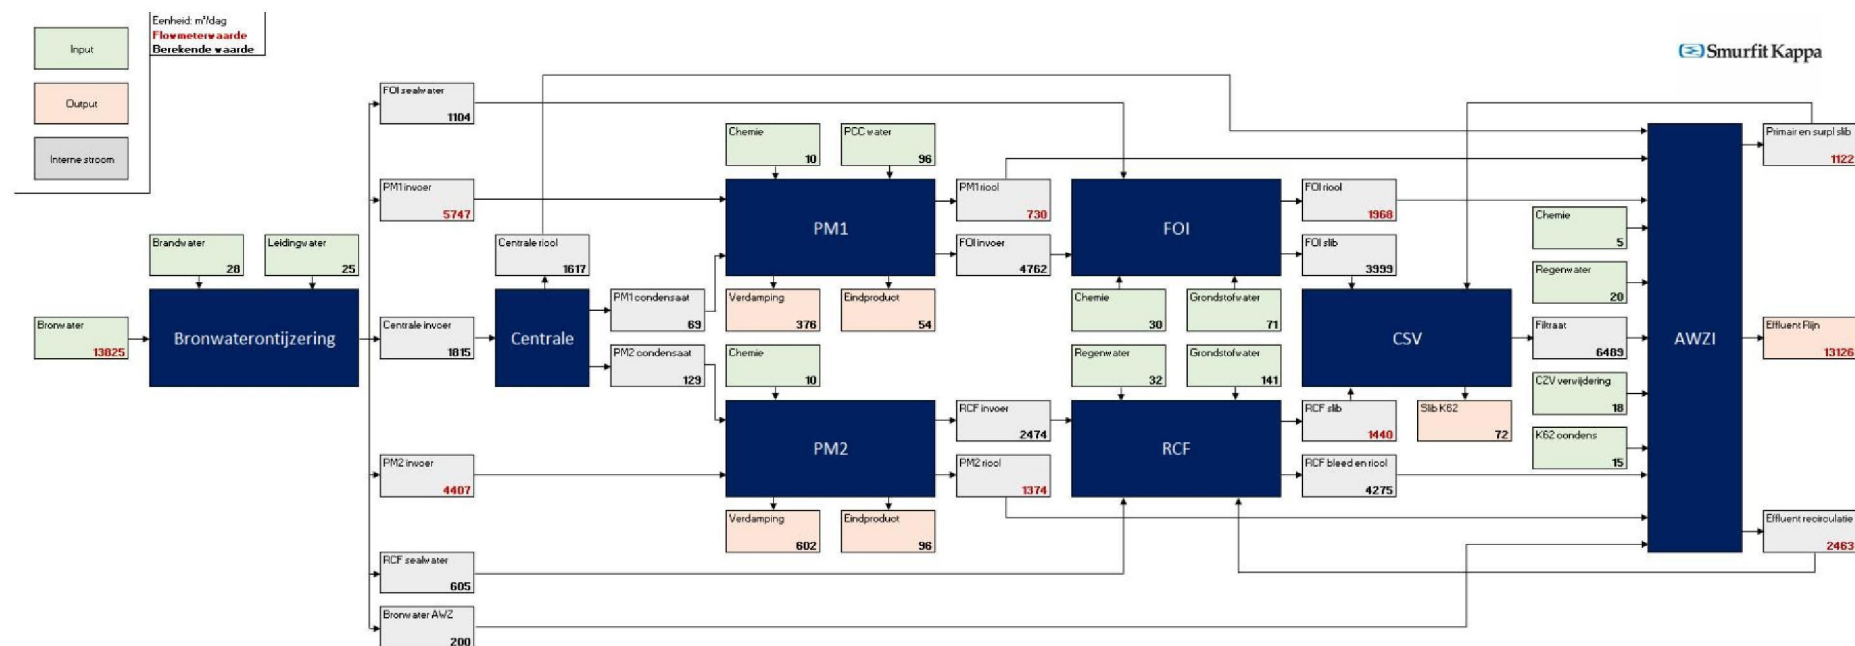 Eenheid: m³/dag
Flowmeterwaarde
Berekende waarde
Input
Output
Interne stroom
Smurfit Kappa
FOI sealwater
1104
Chemie
10
PCC water
96
Primair en surpl slib
1122
PM1 invoer
5747
PM1
PM1 riool
730
FOI
FOI riool
1968
Chemie
5
Brandwater
28
Leidingwater
25
Centrale riool
1617
FOI invoer
4762
FOI slib
3999
Regenwater
20
PM1 condensaat
69
Verdamping
376
Eindproduct
54
Chemie
30
Grondstofwater
71
Bronwater
13825
Bronwaterontijzering
Centrale invoer
1815
Centrale
CSV
Filtraat
6489
AWZI
Effluent Rijn
13126
PM2 condensaat
129
Chemie
10
Regenwater
32
Grondstofwater
141
CZV verwijdering
18
RCF invoer
2474
RCF slib
1440
Slib K62
72
K62 condens
15
PM2 invoer
4407
PM2
PM2 riool
1374
RCF
RCF bleed en riool
4275
Verdamping
602
Eindproduct
96
Effluent recirculatie
2463
RCF sealwater
605
Bronwater AWZ
200